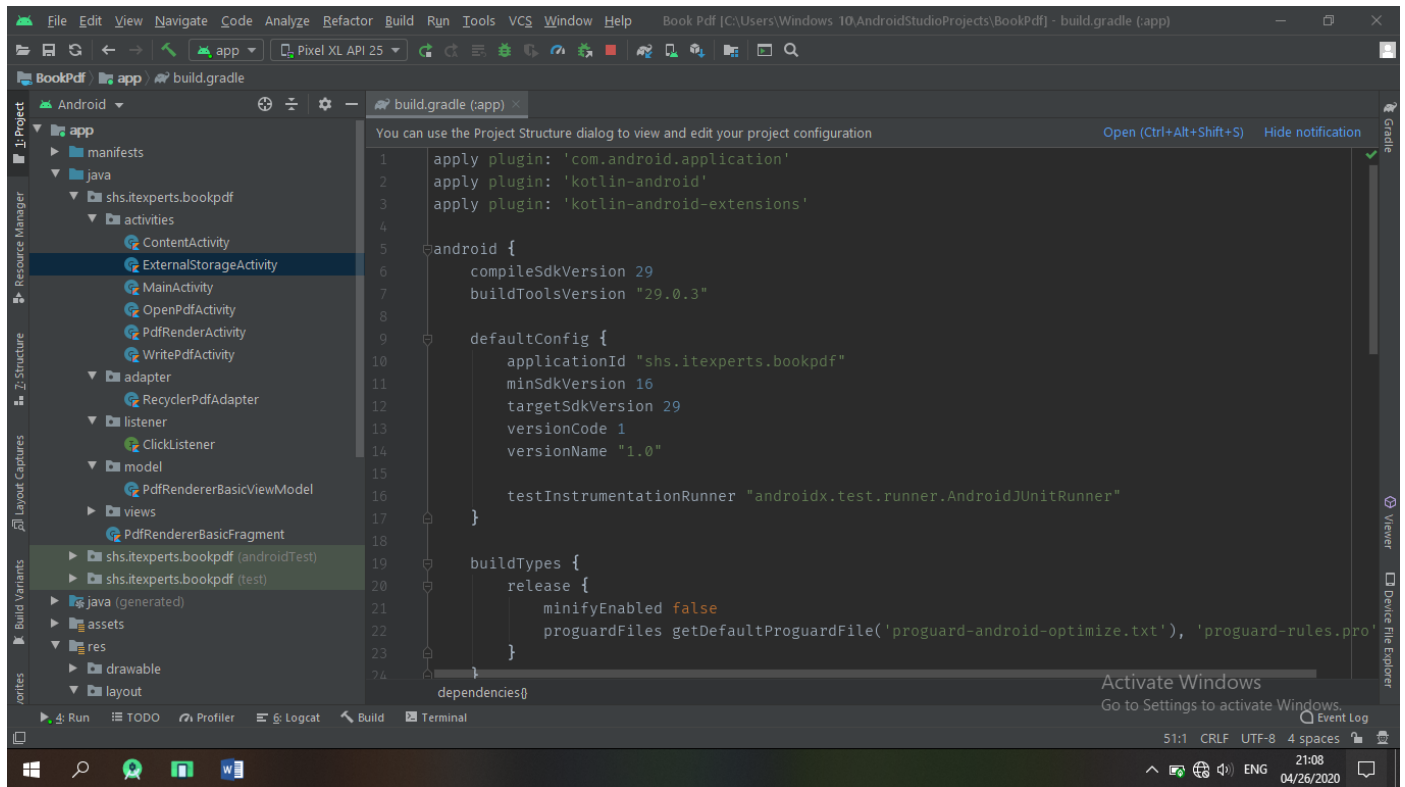 File Edit View Navigate Code Analyze Refactor Build Run Tools VCS Window Help Book Pdf [C:\Users\Windows 10\AndroidStudioProjects\BookPdf] - build.gradle (:app)
app Pixel XL API 25
BookPdf app build.gradle
1: Project
Resource Manager
7: Structure
Layout Captures
Build Variants
Android
app
manifests
java
shs.itexperts.bookpdf
activities
ContentActivity
ExternalStorageActivity
MainActivity
OpenPdfActivity
PdfRenderActivity
WritePdfActivity
adapter
RecyclerPdfAdapter
listener
ClickListener
model
PdfRendererBasicViewModel
views
PdfRendererBasicFragment
shs.itexperts.bookpdf (androidTest)
shs.itexperts.bookpdf (test)
java (generated)
assets
res
drawable
layout
build.gradle (:app)
You can use the Project Structure dialog to view and edit your project configuration Open (Ctrl+Alt+Shift+S) Hide notification
1 apply plugin: 'com.android.application'
2 apply plugin: 'kotlin-android'
3 apply plugin: 'kotlin-android-extensions'
4
5 android {
6 compileSdkVersion 29
7 buildToolsVersion "29.0.3"
8
9 defaultConfig {
10 applicationId "shs.itexperts.bookpdf"
11 minSdkVersion 16
12 targetSdkVersion 29
13 versionCode 1
14 versionName "1.0"
15
16 testInstrumentationRunner "androidx.test.runner.AndroidJUnitRunner"
17 }
18
19 buildTypes {
20 release {
21 minifyEnabled false
22 proguardFiles getDefaultProguardFile('proguard-android-optimize.txt'), 'proguard-rules.pro'
23 }
24 }
dependencies{}
Gradle
Viewer
Device File Explorer
Activate Windows
Go to Settings to activate Windows.
4: Run TODO Profiler 6: Logcat Build Terminal Event Log
51:1 CRLF UTF-8 4 spaces
ENG 21:08
04/26/2020